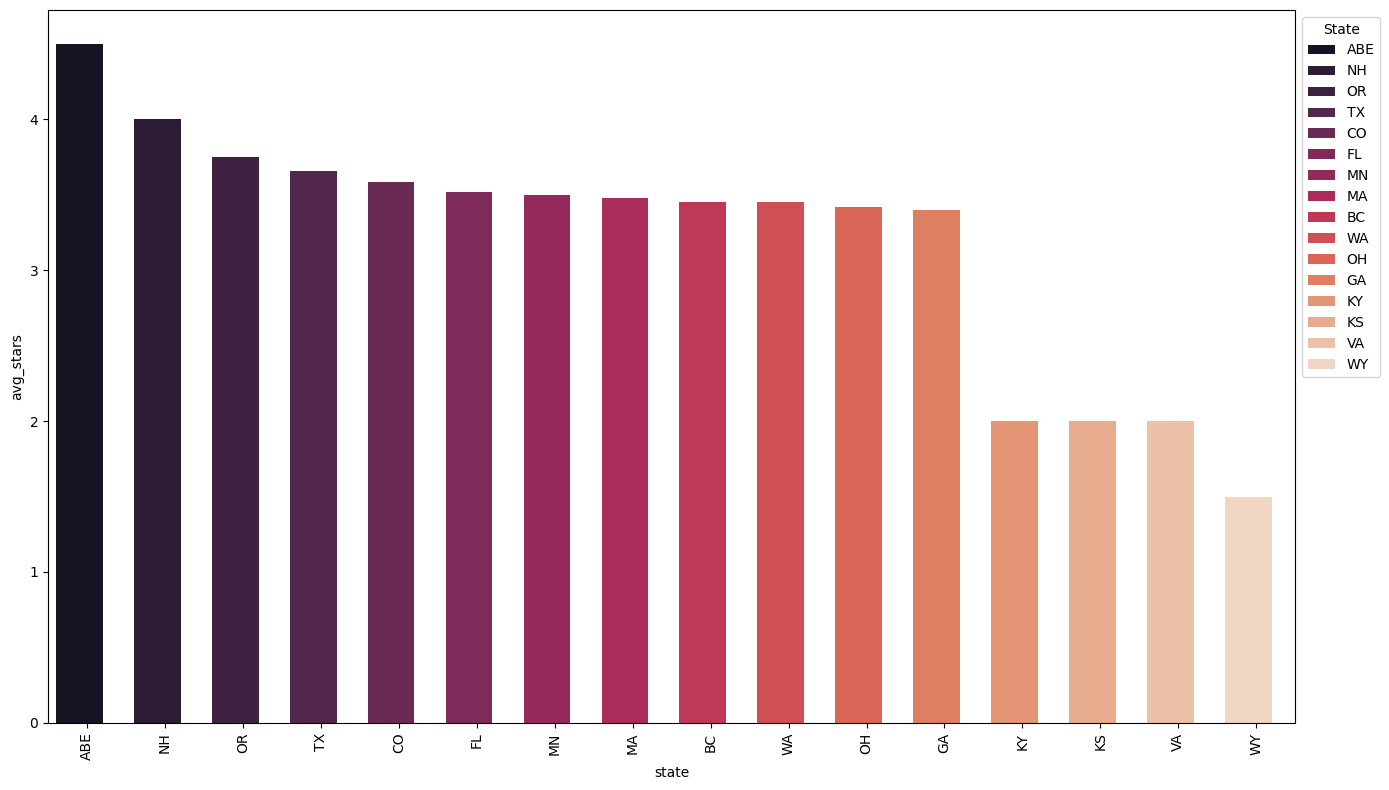 State
ABE
NH
OR
TX
CO
FL
MN
MA
BC
WA
OH
GA
KY
KS
VA
WY
avg_stars
4
3
2
1
0
ABE NH OR TX CO FL MN MA BC WA OH GA KY KS VA WY
state